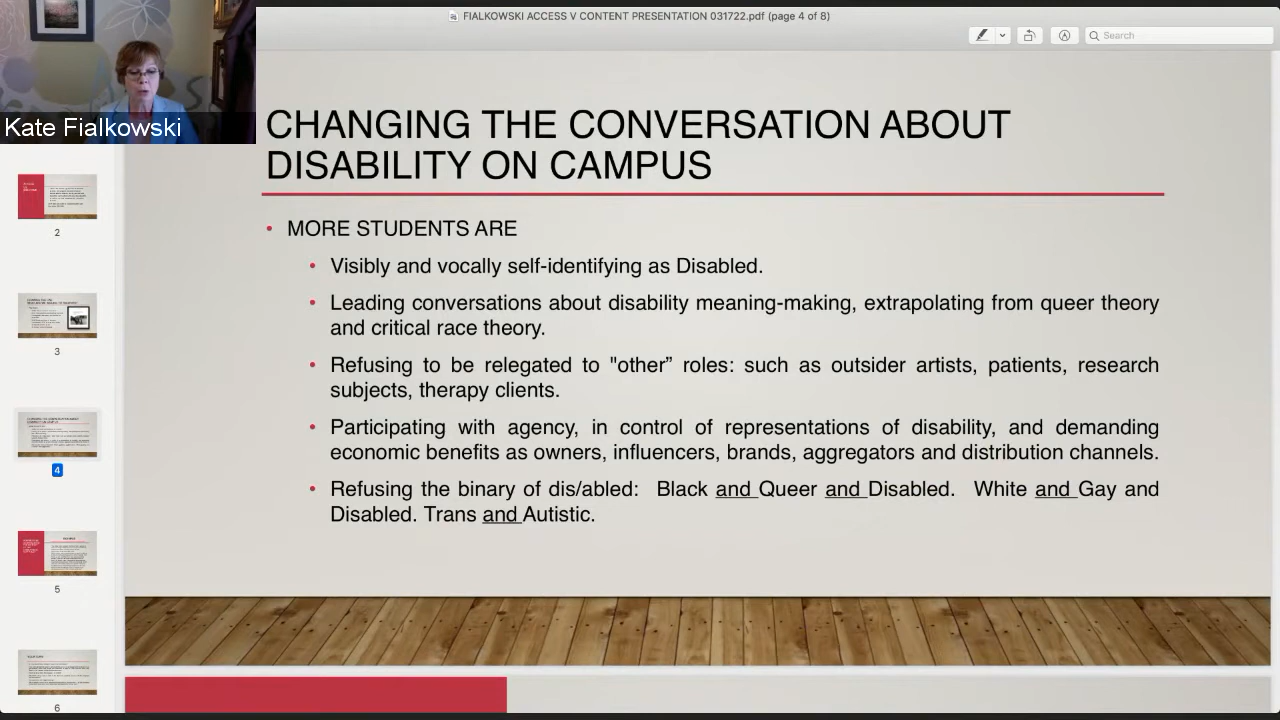 FIALKOWSKI ACCESS V CONTENT PRESENTATION 031722.pdf (page 4 of 8)
Search
Kate Fialkowski
CHANGING THE CONVERSATION ABOUT
DISABILITY ON CAMPUS
• MORE STUDENTS ARE
• Visibly and vocally self-identifying as Disabled.
• Leading conversations about disability meaning-making, extrapolating from queer theory
and critical race theory.
• Refusing to be relegated to "other” roles: such as outsider artists, patients, research
subjects, therapy clients.
• Participating with agency, in control of representations of disability, and demanding
economic benefits as owners, influencers, brands, aggregators and distribution channels.
• Refusing the binary of dis/abled: Black and Queer and Disabled. White and Gay and
Disabled. Trans and Autistic.
2
3
4
5
6